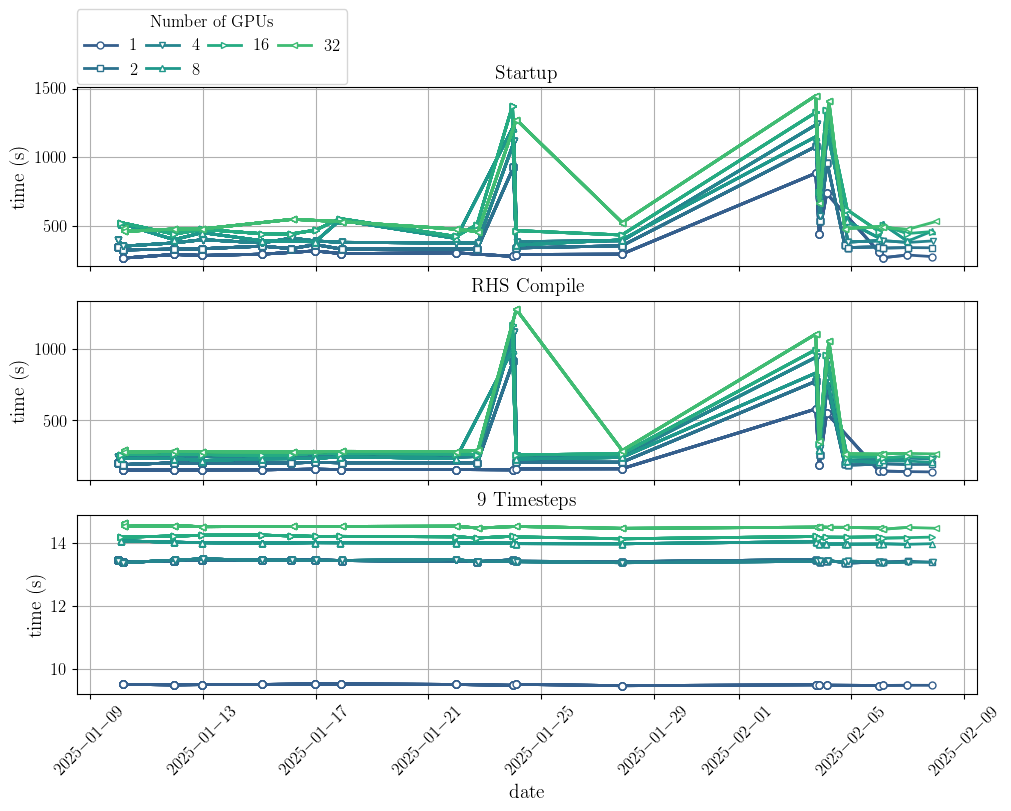 Number of GPUs
1 4 16 32
2 8
Startup
1500
1000
500
time (s)
RHS Compile
1000
500
time (s)
9 Timesteps
14
12
10
time (s)
2025−01−09 2025−01−13 2025−01−17 2025−01−21 2025−01−25 2025−01−29 2025−02−01 2025−02−05 2025−02−09
date